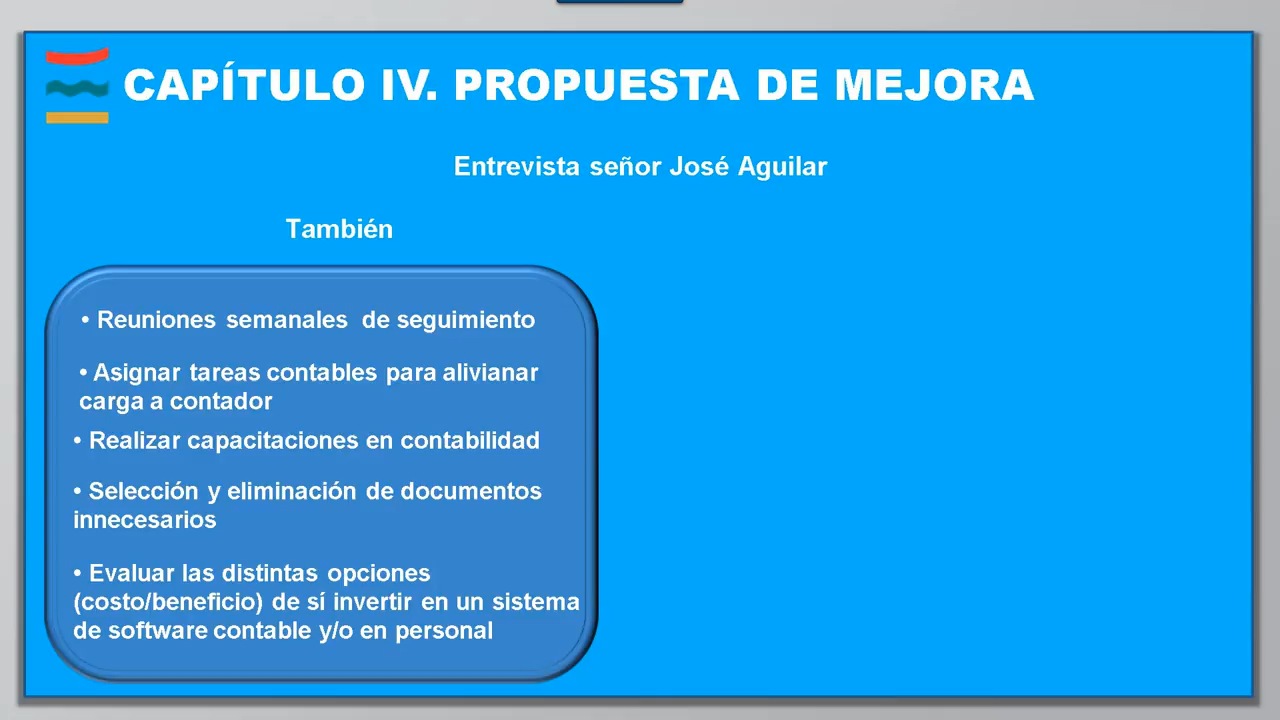 CAPÍTULO IV. PROPUESTA DE MEJORA
Entrevista señor José Aguilar
También
• Reuniones semanales de seguimiento
• Asignar tareas contables para alivianar
carga a contador
• Realizar capacitaciones en contabilidad
• Selección y eliminación de documentos
innecesarios
• Evaluar las distintas opciones
(costo/beneficio) de sí invertir en un sistema
de software contable y/o en personal